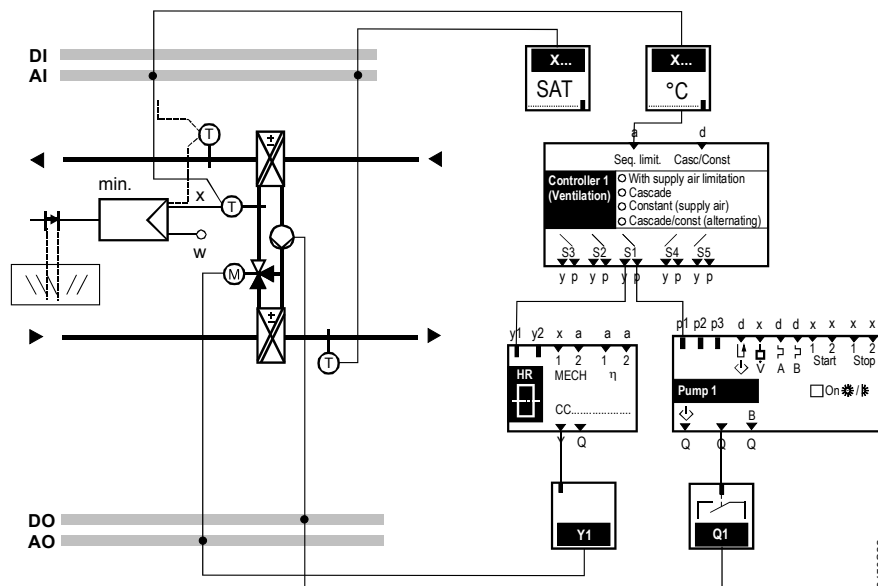 DI
AI
X...
SAT
X...
°C
a d
Seq. limit. Casc/Const
Controller 1
(Ventilation)
With supply air limitation
Cascade
Constant (supply air)
Cascade/const (alternating)
S3 S2 S1 S4 S5
y p y p y p y p y p
T
min.
x
T
w
M
T
y1 y2 x a a a
1 2 1 2
HR
MECH η
CC....................
y Q
p1 p2 p3 d x d d x x x x
1 2 1 2
V A B Start Stop
Pump 1
On
B
Q Q Q
Y1
Q1
DO
AO